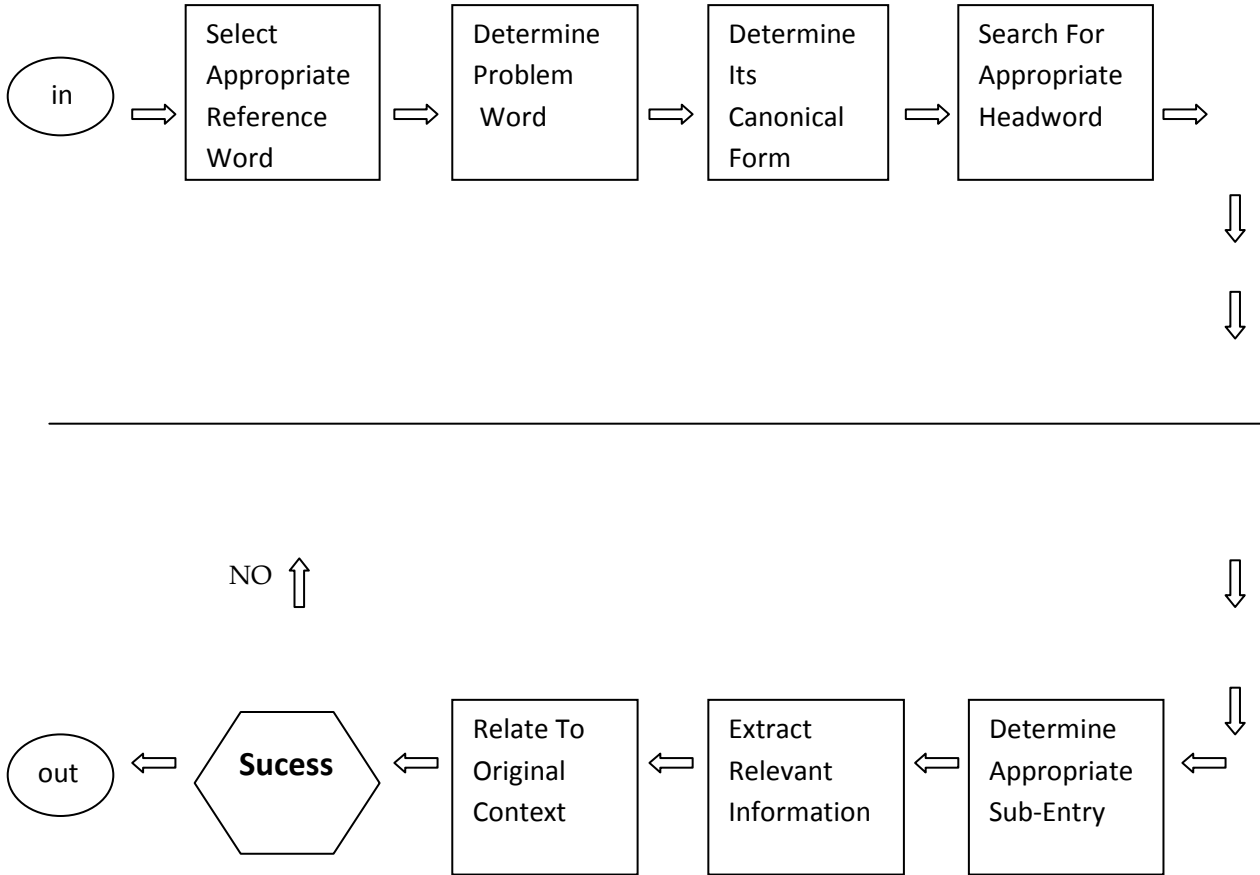 in
Select
Appropriate
Reference
Word
Determine
Problem
Word
Determine
Its
Canonical
Form
Search For
Appropriate
Headword
NO
out
Sucess
Relate To
Original
Context
Extract
Relevant
Information
Determine
Appropriate
Sub-Entry